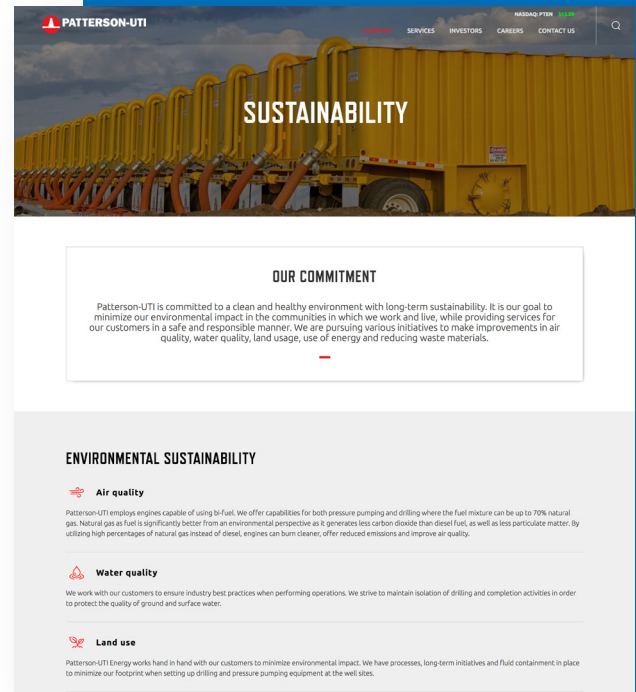 PATTERSON-UTI
NASDAQ: PTEN
SERVICES INVESTORS CAREERS CONTACT US
SUSTAINABILITY
OUR COMMITMENT
Patterson-UTI is committed to a clean and healthy environment with long-term sustainability. It is our goal to
minimize our environmental impact in the communities in which we work and live, while providing services for
our customers in a safe and responsible manner. We are pursuing various initiatives to make improvements in air
quality, water quality, land usage, use of energy and reducing waste materials.
ENVIRONMENTAL SUSTAINABILITY
Air quality
Patterson-UTI employs engines capable of using bi-fuel. We offer capabilities for both pressure pumping and drilling where the fuel mixture can be up to 70% natural
gas. Natural gas as fuel is significantly better from an environmental perspective as it generates less carbon dioxide than diesel fuel, as well as less particulate matter. By
utilizing high percentages of natural gas instead of diesel, engines can burn cleaner, offer reduced emissions and improve air quality.
Water quality
We work with our customers to ensure industry best practices when performing operations. We strive to maintain isolation of drilling and completion activities in order
to protect the quality of ground and surface water.
Land use
Patterson-UTI Energy works hand in hand with our customers to minimize environmental impact. We have processes, long-term initiatives and fluid containment in place
to minimize our footprint when setting up drilling and pressure pumping equipment at the well sites.